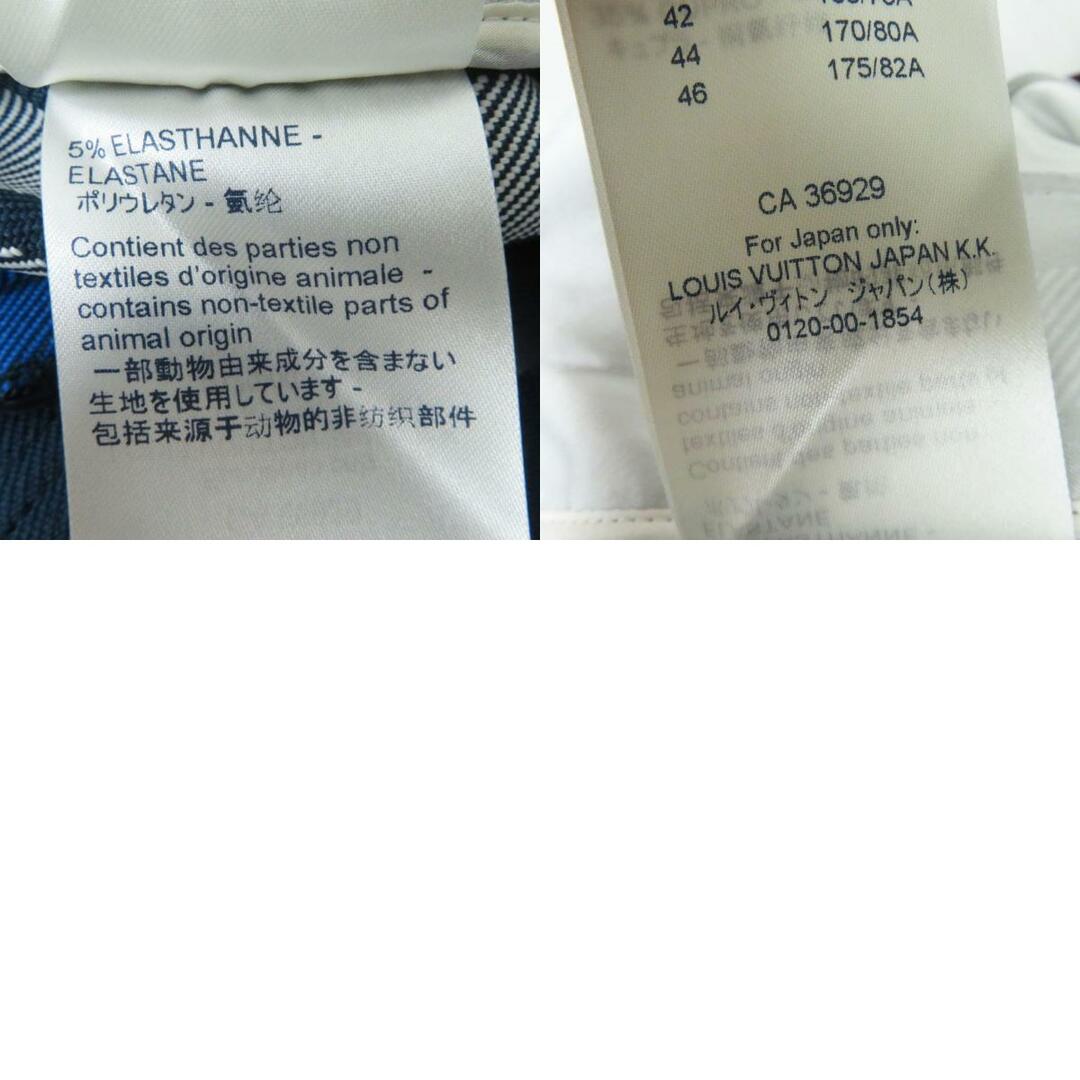 5% ELASTHANNE -
ELASTANE
ポリウレタン - 氨纶
Contient des parties non
textiles d'origine animale -
contains non-textile parts of
animal origin
一部動物由来成分を含まない
生地を使用しています -
包括来源于动物的非纺织部件
42
44 170/80A
46 175/82A
CA 36929
For Japan only:
LOUIS VUITTON JAPAN K.K.
ルイ・ヴィトン ジャパン(株)
0120-00-1854